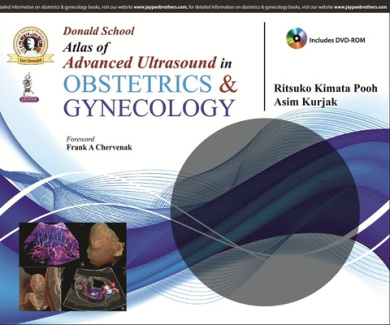 detailed information on obstetrics & gynecology books, visit our website www.jaypeebrothers.com, for detailed information on obstetrics & gynecology books, visit our website www.jaypeebrothers.com
Donald School
Atlas of
Advanced Ultrasound in
OBSTETRICS &
GYNECOLOGY
Includes DVD-ROM
Ritsuko Kimata Pooh
Asim Kurjak
Foreword
Frank A Chervenak
Ian Donald
JAYPEE